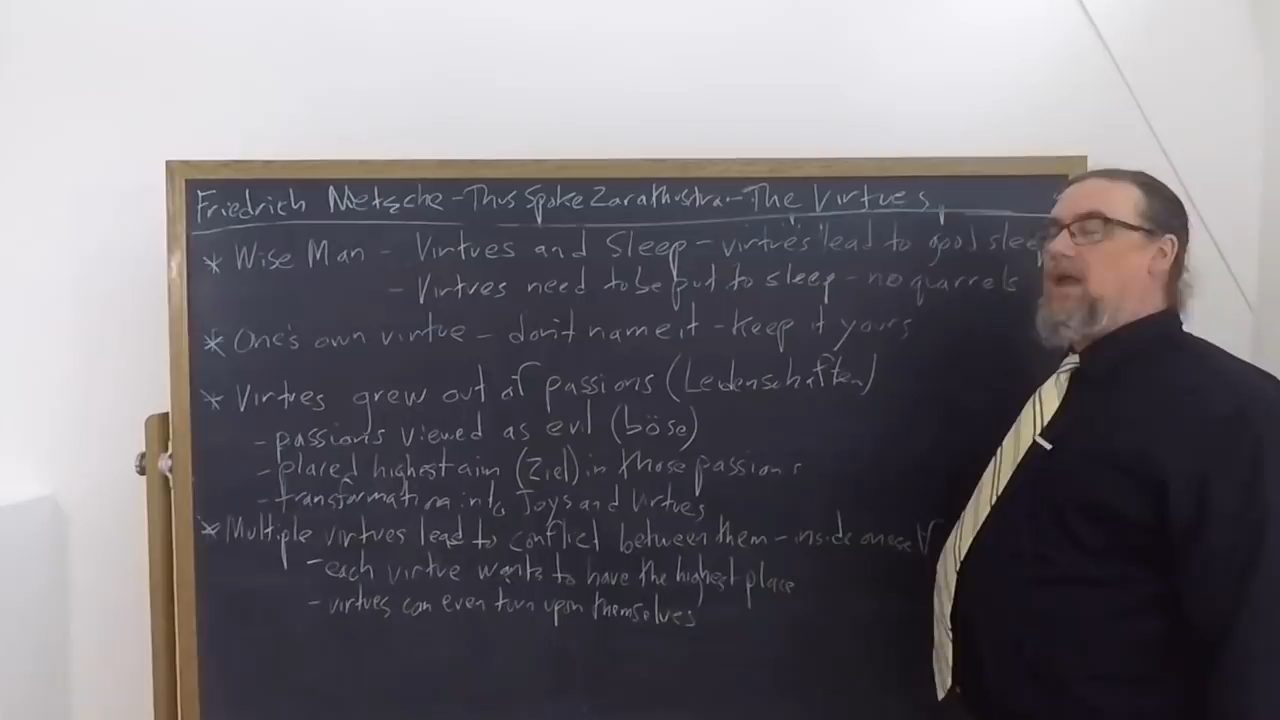 Friedrich Nietzsche - Thus Spoke Zarathustra - The Virtues
* Wise Man - Virtues and Sleep - virtues lead to good sleep
- Virtues need to be put to sleep - no quarrels
* One's own virtue - don't name it - keep it yours
* Virtues grew out of passions (Leidenschaften)
- passions viewed as evil (böse)
- placed highest aim (Ziel) in those passions
- transformation into Joys and Virtues
* Multiple virtues lead to conflict between them - inside oneself
- each virtue wants to have the highest place
- virtues can even turn upon themselves